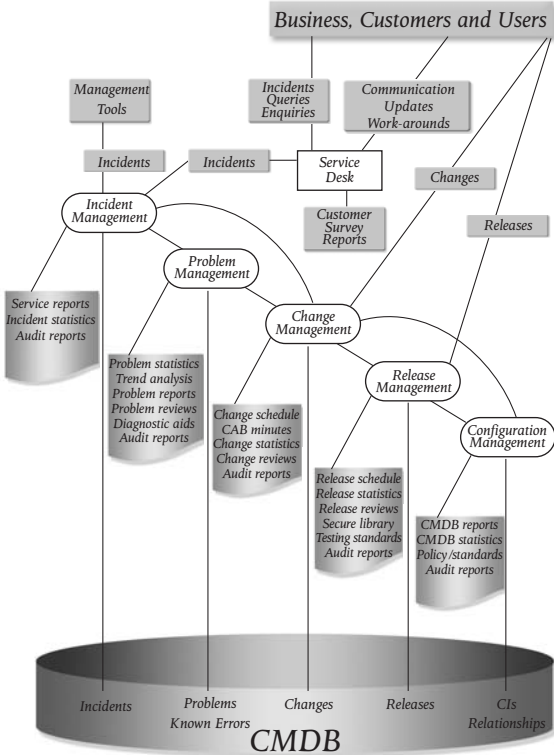 Business, Customers and Users
Management
Tools
Incidents
Queries
Enquiries
Communication
Updates
Work-arounds
Incidents
Incidents
Service
Desk
Changes
Customer
Survey
Reports
Releases
Incident
Management
Problem
Management
Service reports
Incident statistics
Audit reports
Change
Management
Problem statistics
Trend analysis
Problem reports
Problem reviews
Diagnostic aids
Audit reports
Release
Management
Change schedule
CAB minutes
Change statistics
Change reviews
Audit reports
Configuration
Management
Release schedule
Release statistics
Release reviews
Secure library
Testing standards
Audit reports
CMDB reports
CMDB statistics
Policy/standards
Audit reports
Incidents
Problems
Known Errors
Changes
Releases
CIs
Relationships
CMDB